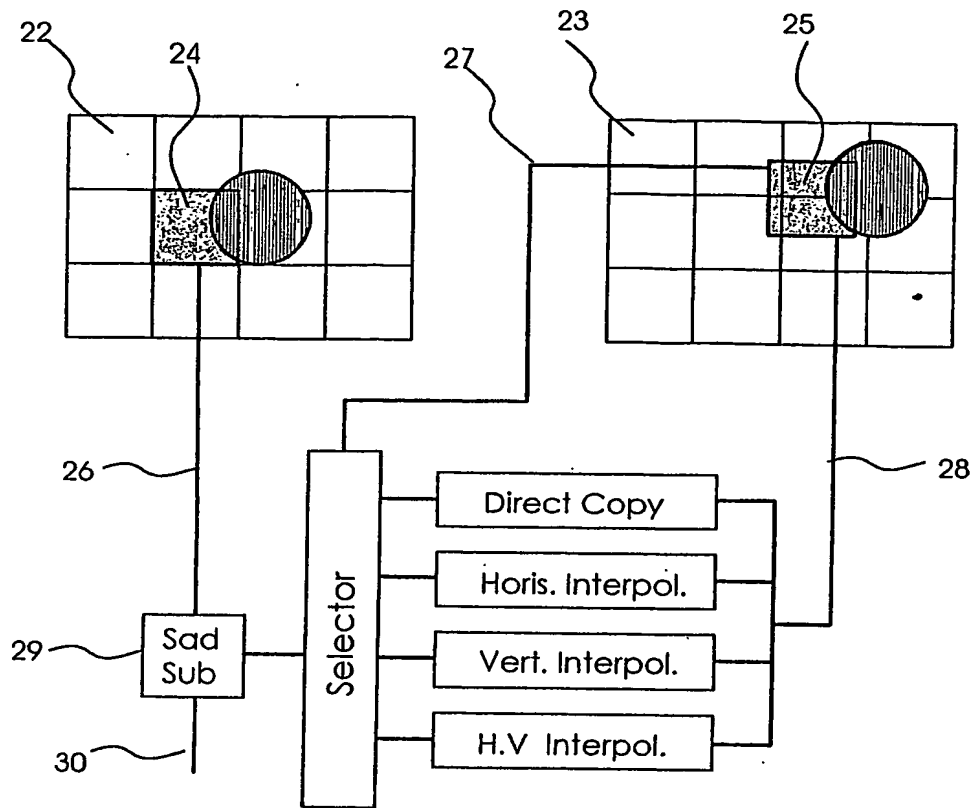 22
24
27
23
25
26
28
Direct Copy
Horis. Interpol.
Vert. Interpol.
H.V Interpol.
Selector
29
Sad
Sub
30